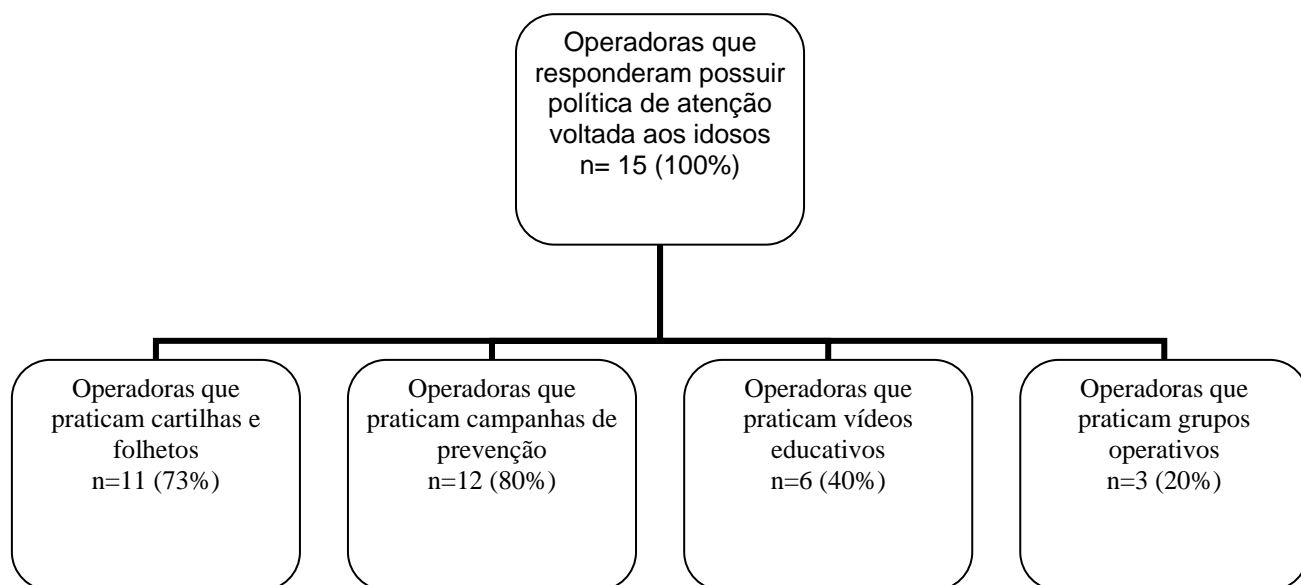 Operadoras que
responderam possuir
política de atenção
voltada aos idosos
n= 15 (100%)
Operadoras que
praticam cartilhas e
folhetos
n=11 (73%)
Operadoras que
praticam campanhas de
prevenção
n=12 (80%)
Operadoras que
praticam vídeos
educativos
n=6 (40%)
Operadoras que
praticam grupos
operativos
n=3 (20%)